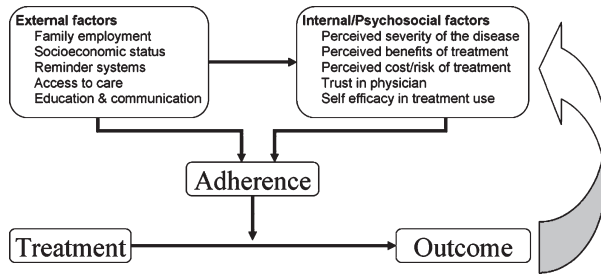 External factors
Family employment
Socioeconomic status
Reminder systems
Access to care
Education & communication
Internal/Psychosocial factors
Perceived severity of the disease
Perceived benefits of treatment
Perceived cost/risk of treatment
Trust in physician
Self efficacy in treatment use
Adherence
Treatment
Outcome